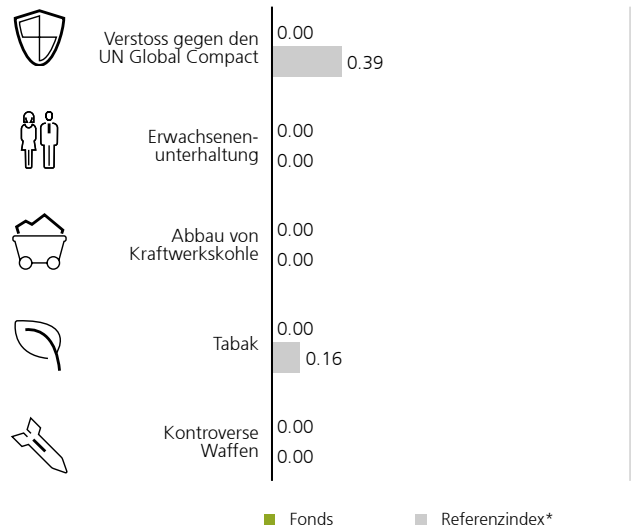 Verstoss gegen den
UN Global Compact
0.00
0.39
Erwachsenen-
unterhaltung
0.00
0.00
Abbau von
Kraftwerkskohle
0.00
0.00
Tabak
0.00
0.16
Kontroverse
Waffen
0.00
0.00
Fonds Referenzindex*